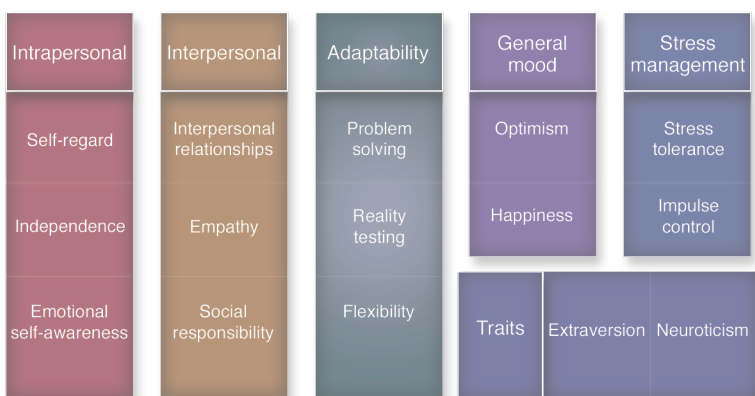 Intrapersonal
Self-regard
Independence
Emotional
self-awareness
Interpersonal
Interpersonal
relationships
Empathy
Social
responsibility
Adaptability
Problem
solving
Reality
testing
Flexibility
General
mood
Optimism
Happiness
Stress
management
Stress
tolerance
Impulse
control
Traits
Extraversion
Neuroticism